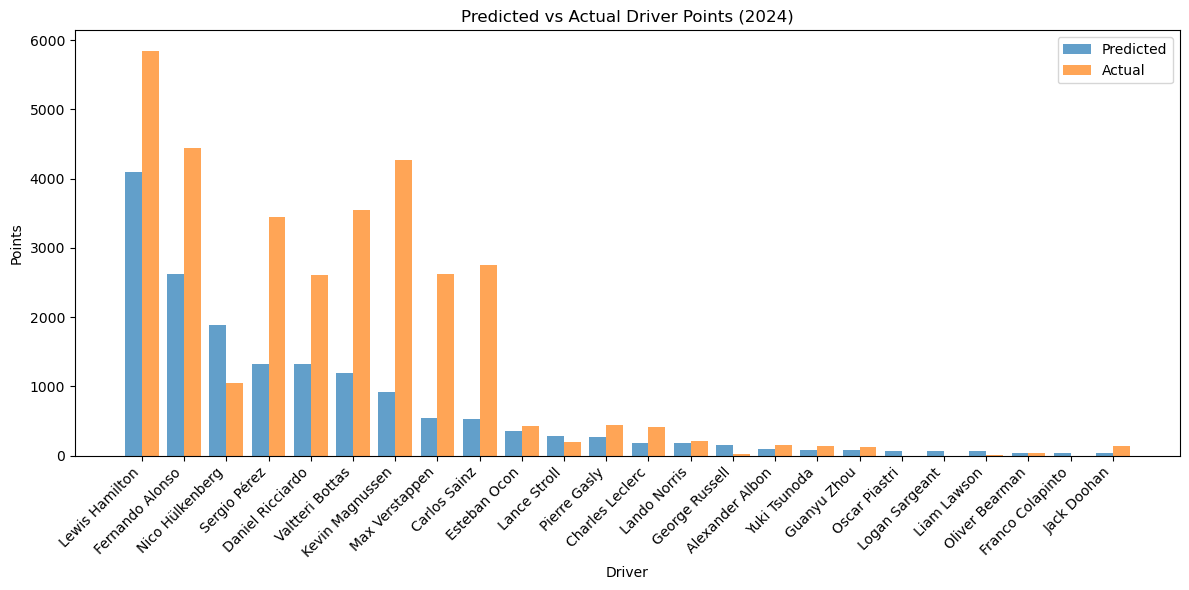 Predicted vs Actual Driver Points (2024)
Predicted
Actual
Points
6000
5000
4000
3000
2000
1000
0
Lewis Hamilton
Fernando Alonso
Nico Hülkenberg
Sergio Pérez
Daniel Ricciardo
Valtteri Bottas
Kevin Magnussen
Max Verstappen
Carlos Sainz
Esteban Ocon
Lance Stroll
Pierre Gasly
Charles Leclerc
Lando Norris
George Russell
Alexander Albon
Yuki Tsunoda
Guanyu Zhou
Oscar Piastri
Logan Sargeant
Liam Lawson
Oliver Bearman
Franco Colapinto
Jack Doohan
Driver